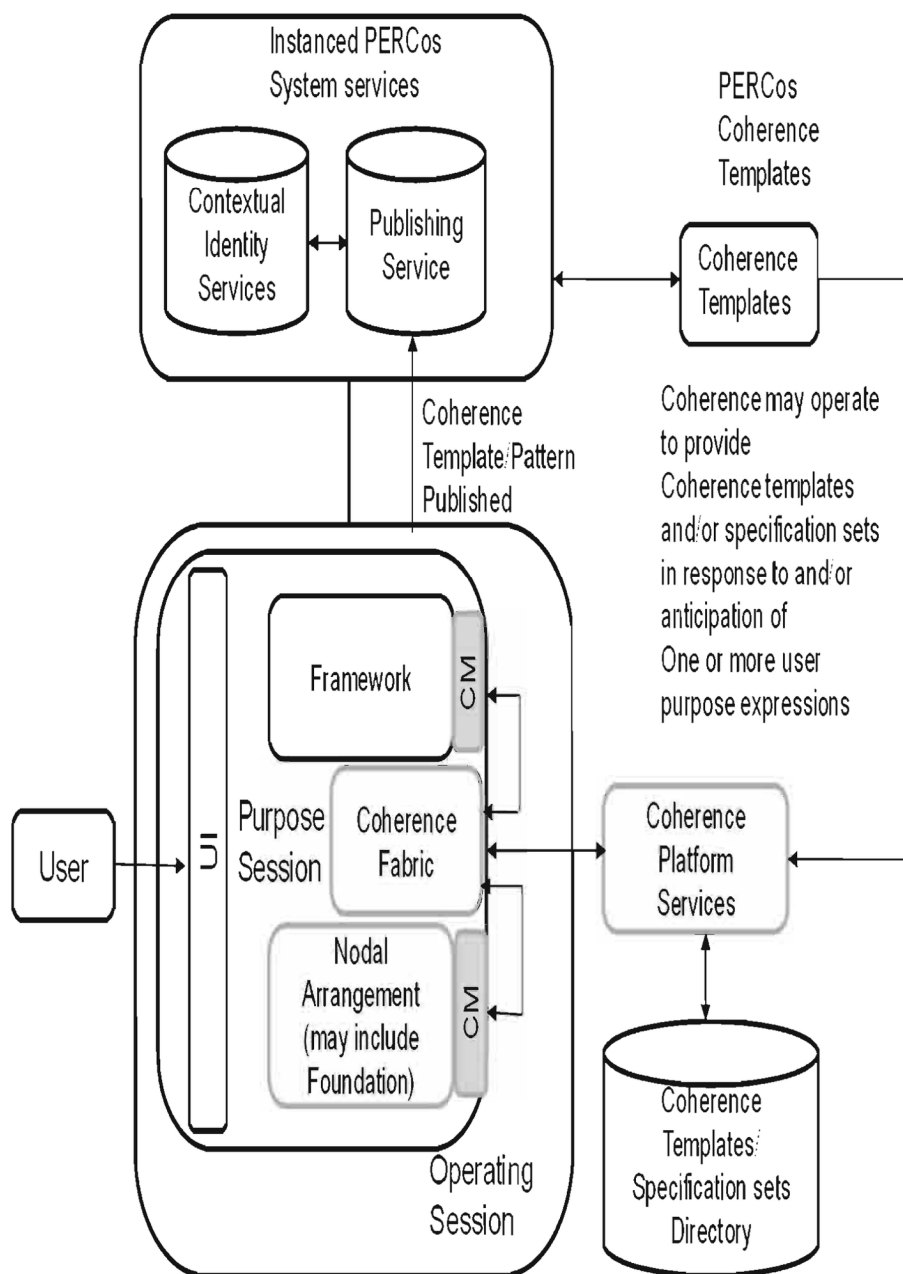 Instanced PERCos
System services
Contextual
Identity
Services
Publishing
Service
PERCos
Coherence
Templates
Coherence
Templates
Coherence
Template/Pattern
Published
Coherence may operate
to provide
Coherence templates
and/or specification sets
in response to and/or
anticipation of
One or more user
purpose expressions
User
UI
Purpose
Session
Framework
CM
Coherence
Fabric
Nodal
Arrangement
(may include
Foundation)
CM
Operating
Session
Coherence
Platform
Services
Coherence
Templates/
Specification sets
Directory